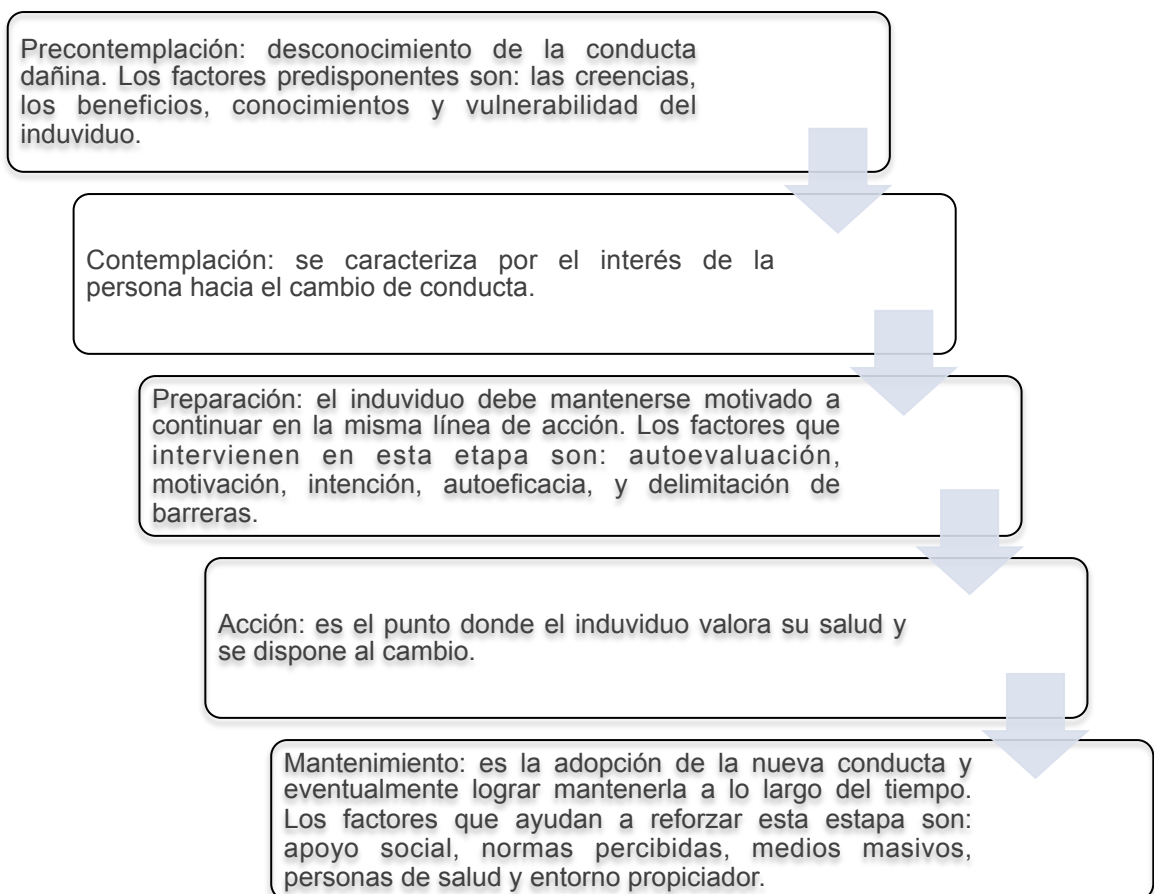 Precontemplación: desconocimiento de la conducta
dañina. Los factores predisponentes son: las creencias,
los beneficios, conocimientos y vulnerabilidad del
induviduo.
Contemplación: se caracteriza por el interés de la
persona hacia el cambio de conducta.
Preparación: el induviduo debe mantenerse motivado a
continuar en la misma línea de acción. Los factores que
intervienen en esta etapa son: autoevaluación,
motivación, intención, autoeficacia, y delimitación de
barreras.
Acción: es el punto donde el induviduo valora su salud y
se dispone al cambio.
Mantenimiento: es la adopción de la nueva conducta y
eventualmente lograr mantenerla a lo largo del tiempo.
Los factores que ayudan a reforzar esta estapa son:
apoyo social, normas percibidas, medios masivos,
personas de salud y entorno propiciador.